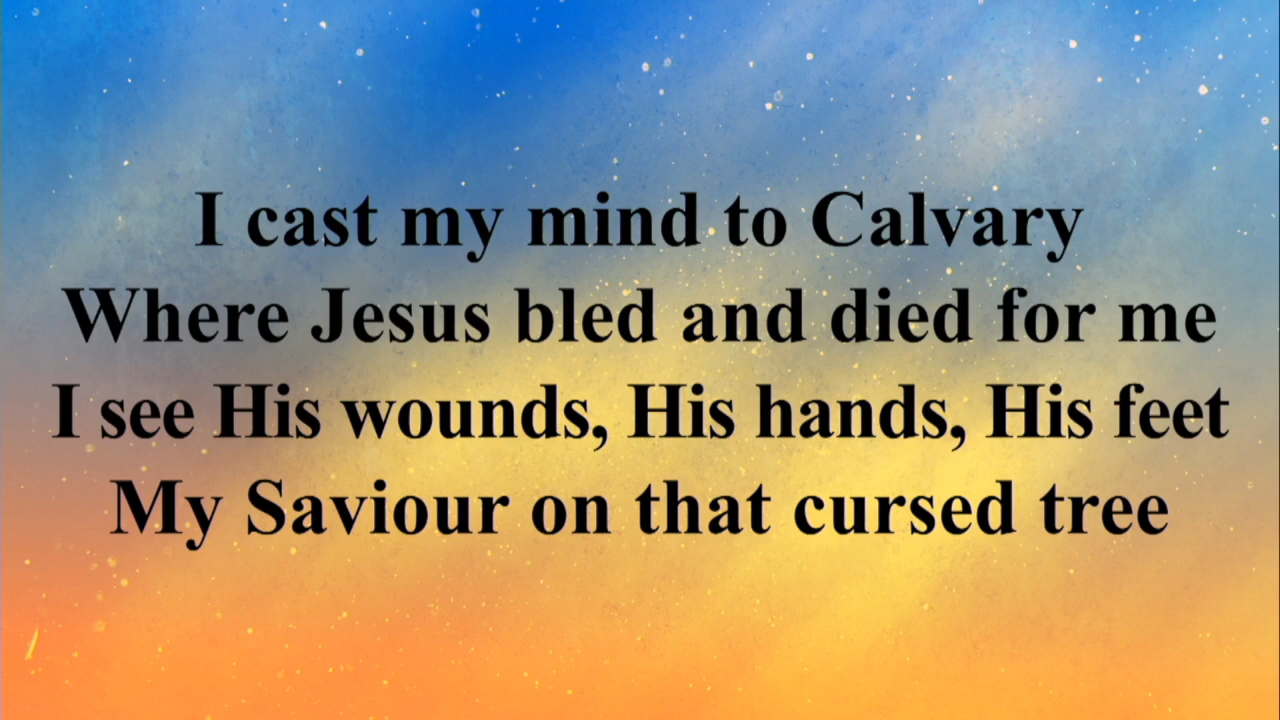 I cast my mind to Calvary
Where Jesus bled and died for me
I see His wounds, His hands, His feet
My Saviour on that cursed tree